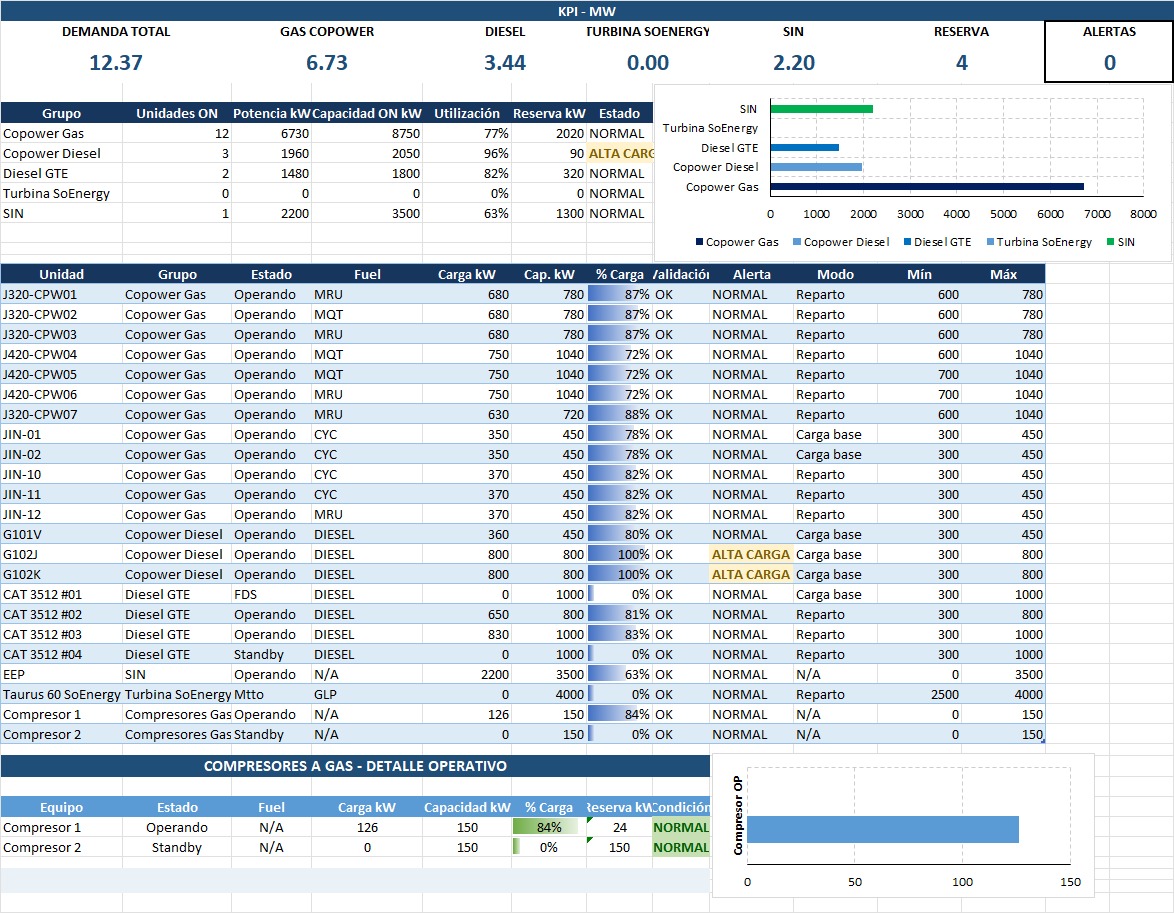 KPI - MW
DEMANDA TOTAL GAS COPOWER DIESEL TURBINA SOENERGY SIN RESERVA ALERTAS
12.37 6.73 3.44 0.00 2.20 4 0
Grupo Unidades ON Potencia kW Capacidad ON kW Utilización Reserva kW Estado
Copower Gas 12 6730 8750 77% 2020 NORMAL
Copower Diesel 3 1960 2050 96% 90 ALTA CARG
Diesel GTE 2 1480 1800 82% 320 NORMAL
Turbina SoEnergy 0 0 0 0% 0 NORMAL
SIN 1 2200 3500 63% 1300 NORMAL
SIN
Turbina SoEnergy
Diesel GTE
Copower Diesel
Copower Gas
0 1000 2000 3000 4000 5000 6000 7000 8000
Copower Gas Copower Diesel Diesel GTE Turbina SoEnergy SIN
Unidad Grupo Estado Fuel Carga kW Cap. kW % Carga Validación Alerta Modo Mín Máx
J320-CPW01 Copower Gas Operando MRU 680 780 87% OK NORMAL Reparto 600 780
J320-CPW02 Copower Gas Operando MQT 680 780 87% OK NORMAL Reparto 600 780
J320-CPW03 Copower Gas Operando MRU 680 780 87% OK NORMAL Reparto 600 780
J420-CPW04 Copower Gas Operando MQT 750 1040 72% OK NORMAL Reparto 600 1040
J420-CPW05 Copower Gas Operando MQT 750 1040 72% OK NORMAL Reparto 700 1040
J420-CPW06 Copower Gas Operando MRU 750 1040 72% OK NORMAL Reparto 700 1040
J320-CPW07 Copower Gas Operando MRU 630 720 88% OK NORMAL Reparto 600 1040
JIN-01 Copower Gas Operando CYC 350 450 78% OK NORMAL Carga base 300 450
JIN-02 Copower Gas Operando CYC 350 450 78% OK NORMAL Carga base 300 450
JIN-10 Copower Gas Operando CYC 370 450 82% OK NORMAL Reparto 300 450
JIN-11 Copower Gas Operando CYC 370 450 82% OK NORMAL Reparto 300 450
JIN-12 Copower Gas Operando MRU 370 450 82% OK NORMAL Reparto 300 450
G101V Copower Diesel Operando DIESEL 360 450 80% OK NORMAL Carga base 300 450
G102J Copower Diesel Operando DIESEL 800 800 100% OK ALTA CARGA Carga base 300 800
G102K Copower Diesel Operando DIESEL 800 800 100% OK ALTA CARGA Carga base 300 800
CAT 3512 #01 Diesel GTE FDS DIESEL 0 1000 0% OK NORMAL Carga base 300 1000
CAT 3512 #02 Diesel GTE Operando DIESEL 650 800 81% OK NORMAL Reparto 300 800
CAT 3512 #03 Diesel GTE Operando DIESEL 830 1000 83% OK NORMAL Reparto 300 1000
CAT 3512 #04 Diesel GTE Standby DIESEL 0 1000 0% OK NORMAL Reparto 300 1000
EEP SIN Operando N/A 2200 3500 63% OK NORMAL N/A 0 3500
Taurus 60 SoEnergy Turbina SoEnergy Mtto GLP 0 4000 0% OK NORMAL Reparto 2500 4000
Compresor 1 Compresores Gas Operando N/A 126 150 84% OK NORMAL N/A 0 150
Compresor 2 Compresores Gas Standby N/A 0 150 0% OK NORMAL N/A 0 150
COMPRESORES A GAS - DETALLE OPERATIVO
Equipo Estado Fuel Carga kW Capacidad kW % Carga Reserva kW Condición
Compresor 1 Operando N/A 126 150 84% 24 NORMAL
Compresor 2 Standby N/A 0 150 0% 150 NORMAL
Compresor OP
0 50 100 150